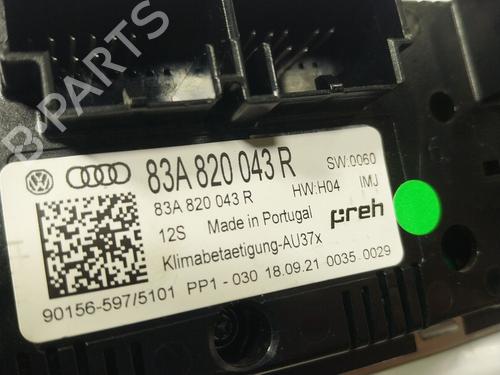 83A 820 043 R SW:0060
83A 820 043 R HW:H04 IMJ
12S Made in Portugal preh
Klimabetaetigung-AU37x
90156-597/5101 PP1-030 18.09.21 0035 0029
B-PARTS